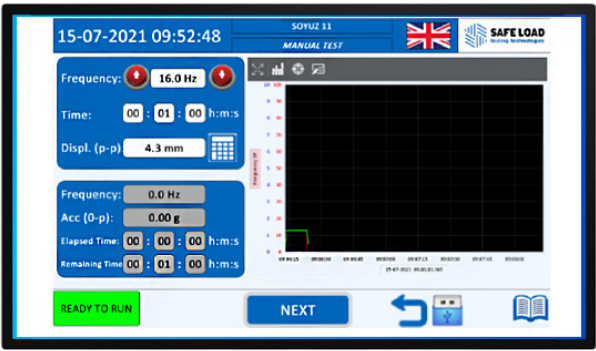 15-07-2021 09:52:48
SOYUZ 11
MANUAL TEST
SAFE LOAD
testing technologies
Frequency: 16.0 Hz
Time: 00 : 01 : 00 h:m:s
Displ. (p-p) 4.3 mm
Frequency: 0.0 Hz
Acc (0-p): 0.00 g
Elapsed Time: 00 : 00 : 00 h:m:s
Remaining Time 00 : 01 : 00 h:m:s
READY TO RUN
NEXT